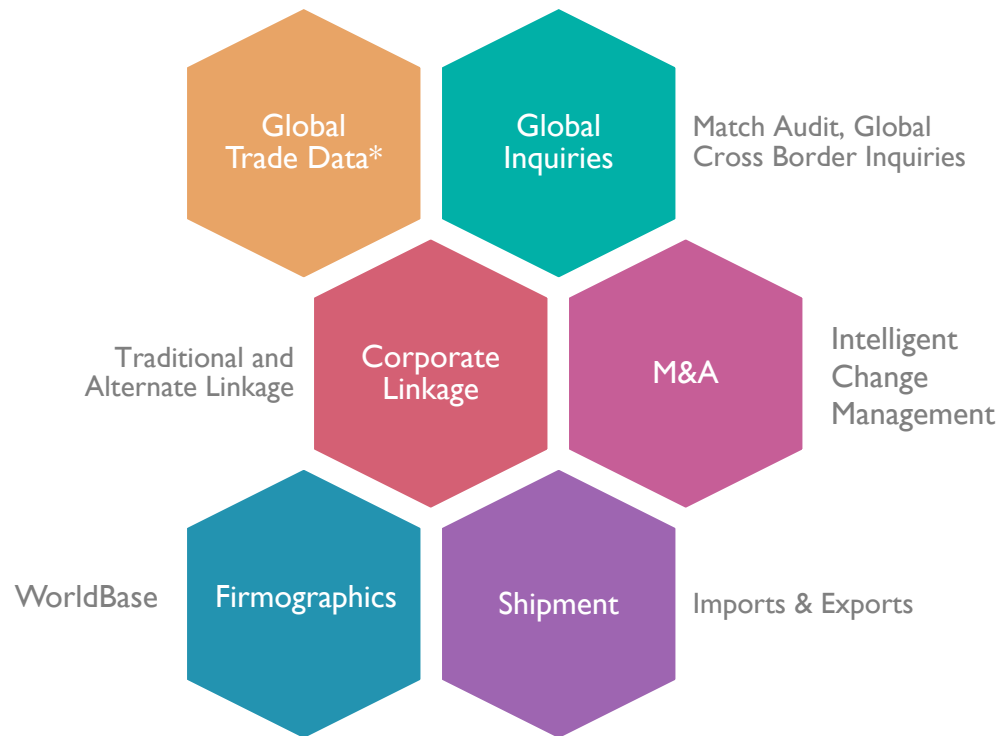 Global
Trade Data*
Global
Inquiries
Match Audit, Global
Cross Border Inquiries
Traditional and
Alternate Linkage
Corporate
Linkage
M&A
Intelligent
Change
Management
WorldBase
Firmographics
Shipment
Imports & Exports